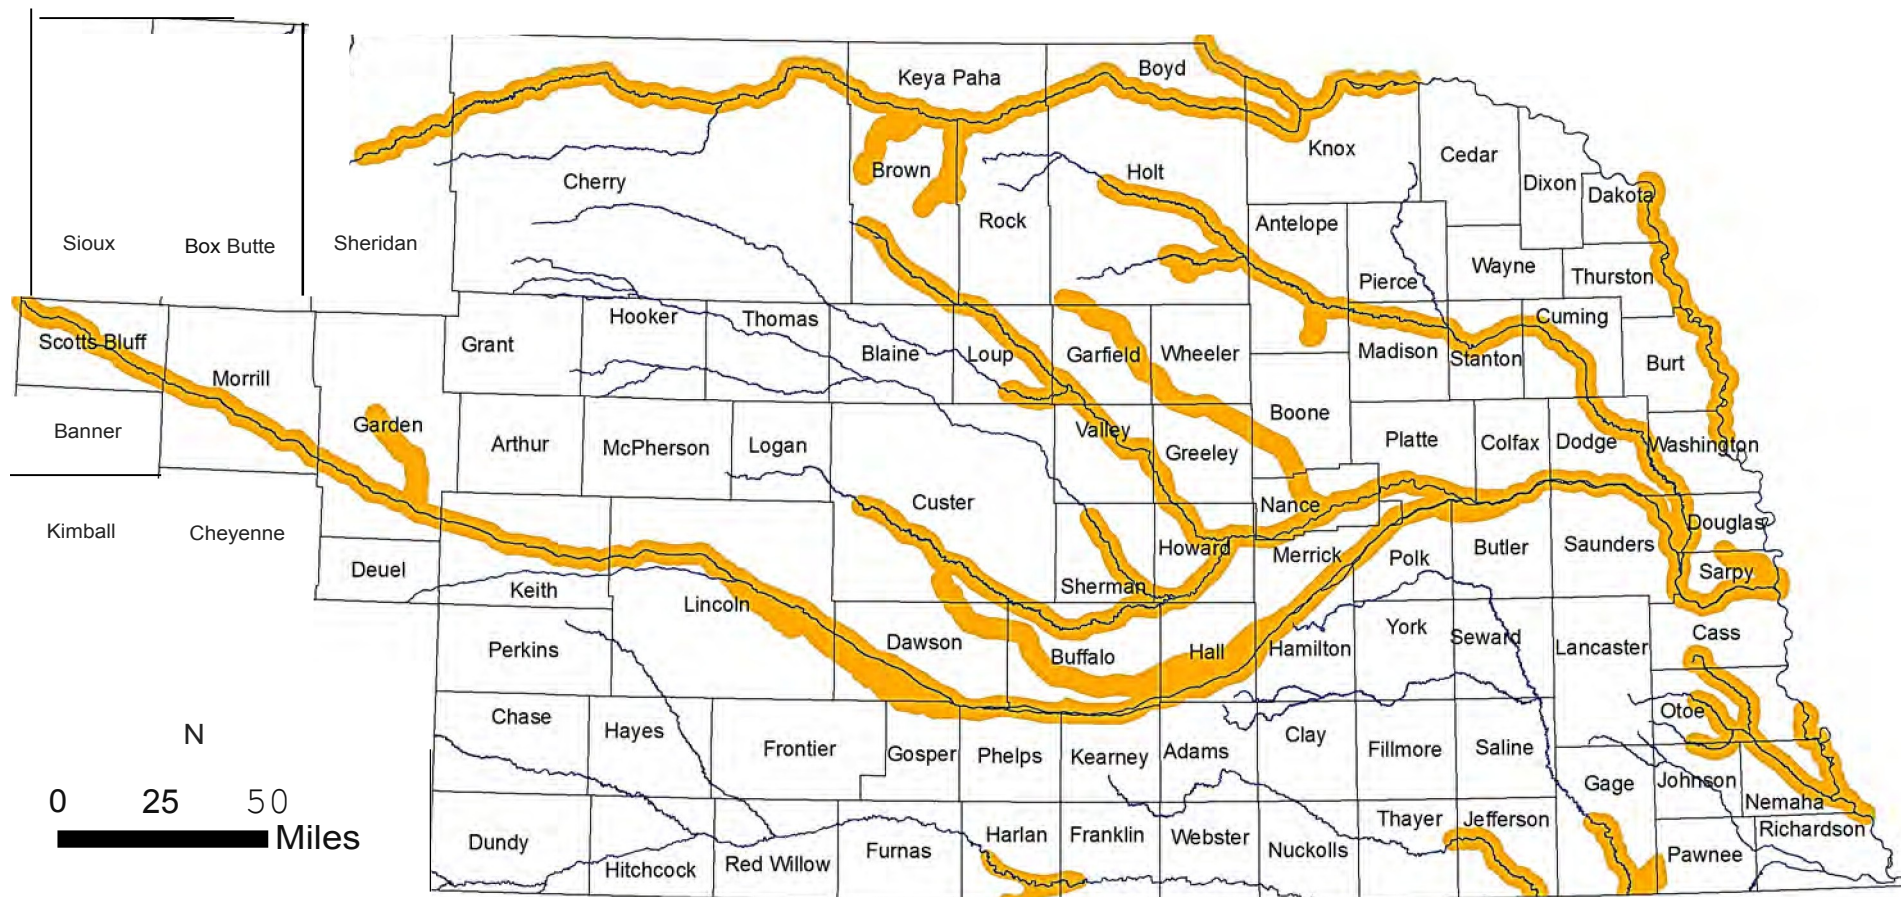 Keya Paha
Boyd
Knox
Cedar
Dixon
Dakota
Brown
Holt
Cherry
Rock
Antelope
Sioux
Box Butte
Sheridan
Pierce
Wayne
Thurston
Hooker
Thomas
Cuming
Scotts Bluff
Grant
Blaine
Loup
Garfield
Wheeler
Madison
Stanton
Burt
Morrill
Boone
Garden
Banner
Arthur
McPherson
Logan
Valley
Greeley
Platte
Colfax
Dodge
Washington
Custer
Nance
Kimball
Cheyenne
Howard
Merrick
Polk
Butler
Saunders
Douglas
Deuel
Keith
Lincoln
Sherman
Sarpy
Perkins
Dawson
Buffalo
Hall
Hamilton
York
Seward
Lancaster
Cass
Chase
Hayes
Frontier
Gosper
Phelps
Kearney
Adams
Clay
Fillmore
Saline
Otoe
N
Gage
Johnson
Nemaha
0 25 50
Miles
Dundy
Hitchcock
Red Willow
Furnas
Harlan
Franklin
Webster
Nuckolls
Thayer
Jefferson
Pawnee
Richardson